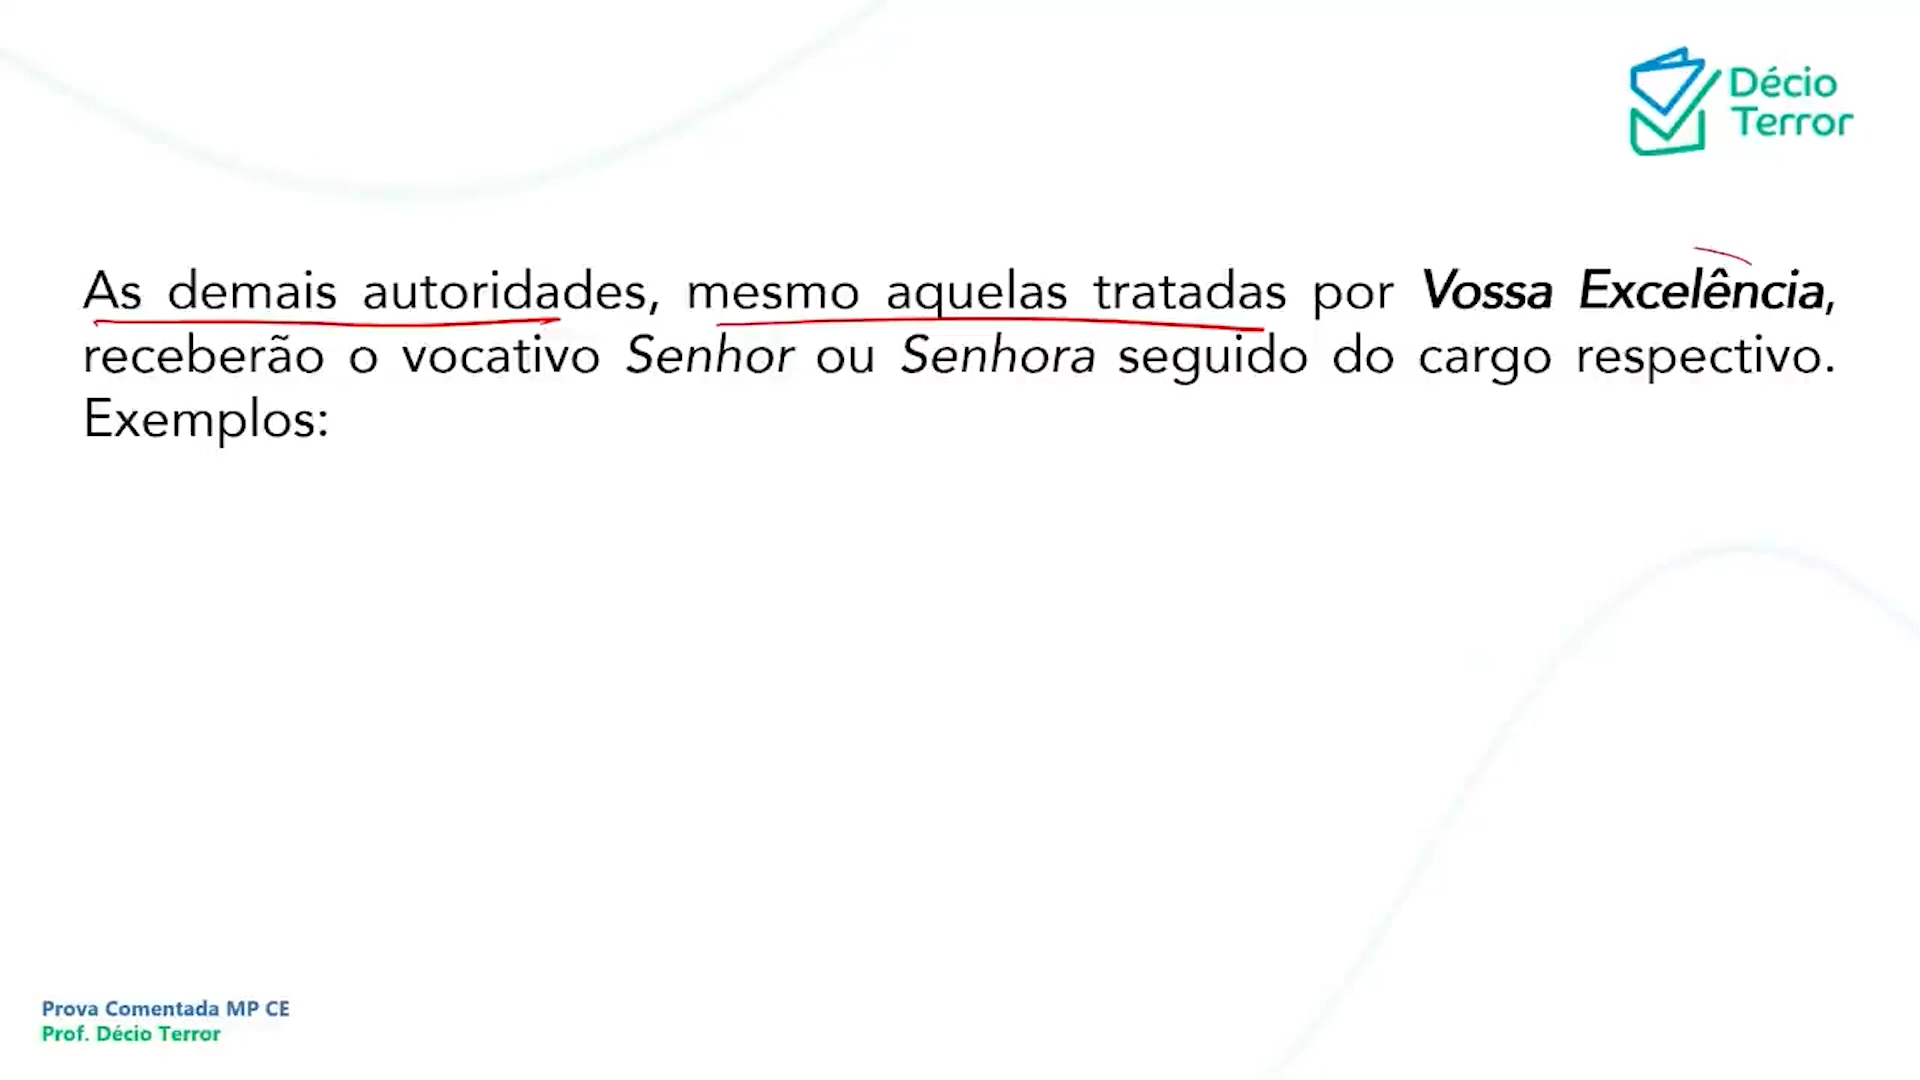 Décio
Terror
As demais autoridades, mesmo aquelas tratadas por Vossa Excelência,
receberão o vocativo Senhor ou Senhora seguido do cargo respectivo.
Exemplos:
Prova Comentada MP CE
Prof. Décio Terror